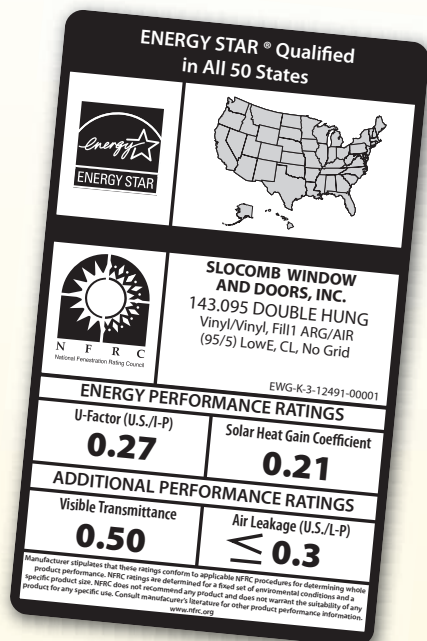 ENERGY STAR ® Qualified
in All 50 States
energy
ENERGY STAR
N F R C
National Fenestration Rating Council
SLOCOMB WINDOW
AND DOORS, INC.
143.095 DOUBLE HUNG
Vinyl/Vinyl, Fill1 ARG/AIR
(95/5) LowE, CL, No Grid
EWG-K-3-12491-00001
ENERGY PERFORMANCE RATINGS
U-Factor (U.S./I-P)
0.27
Solar Heat Gain Coefficient
0.21
ADDITIONAL PERFORMANCE RATINGS
Visible Transmittance
0.50
Air Leakage (U.S./L-P)
≤ 0.3
Manufacturer stipulates that these ratings conform to applicable NFRC procedures for determining whole
product performance. NFRC ratings are determined for a fixed set of enviromental conditions and a
specific product size. NFRC does not recommend any product and does not warrant the suitability of any
product for any specific use. Consult manufacturer's literature for other product performance information.
www.nfrc.org